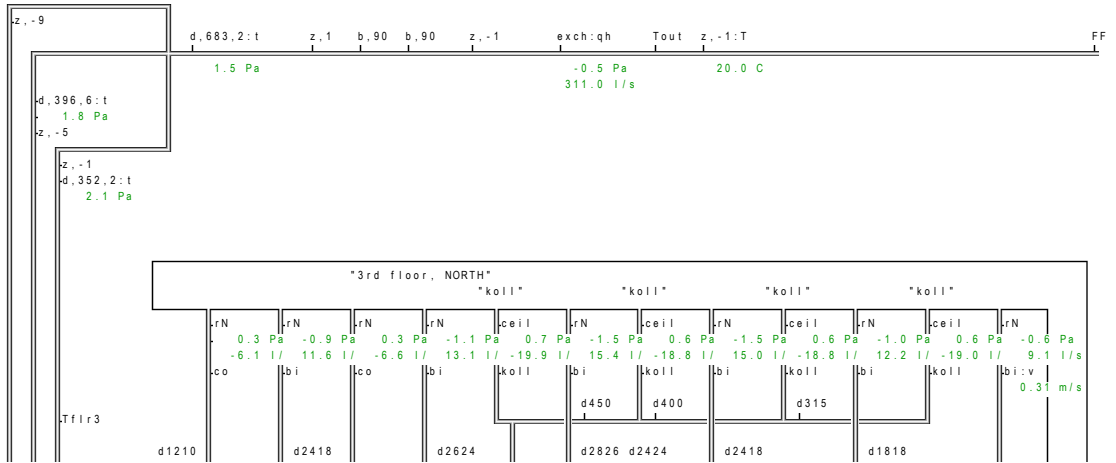 z,-9
d,683,2:t z,1 b,90 b,90 z,-1 exch:qh Tout z,-1:T FF
1.5 Pa -0.5 Pa 20.0 C
311.0 l/s
d,396,6:t
1.8 Pa
z,-5
z,-1
d,352,2:t
2.1 Pa
"3rd floor, NORTH"
"koll" "koll" "koll" "koll"
rN rN rN rN ceil rN ceil rN ceil rN ceil rN
0.3 Pa -0.9 Pa 0.3 Pa -1.1 Pa 0.7 Pa -1.5 Pa 0.6 Pa -1.5 Pa 0.6 Pa -1.0 Pa 0.6 Pa -0.6 Pa
-6.1 l/ 11.6 l/ -6.6 l/ 13.1 l/ -19.9 l/ 15.4 l/ -18.8 l/ 15.0 l/ -18.8 l/ 12.2 l/ -19.0 l/ 9.1 l/s
co bi co bi koll bi koll bi koll bi koll bi:v
0.31 m/s
d450 d400 d315
Tflr3
d1210 d2418 d2624 d2826 d2424 d2418 d1818